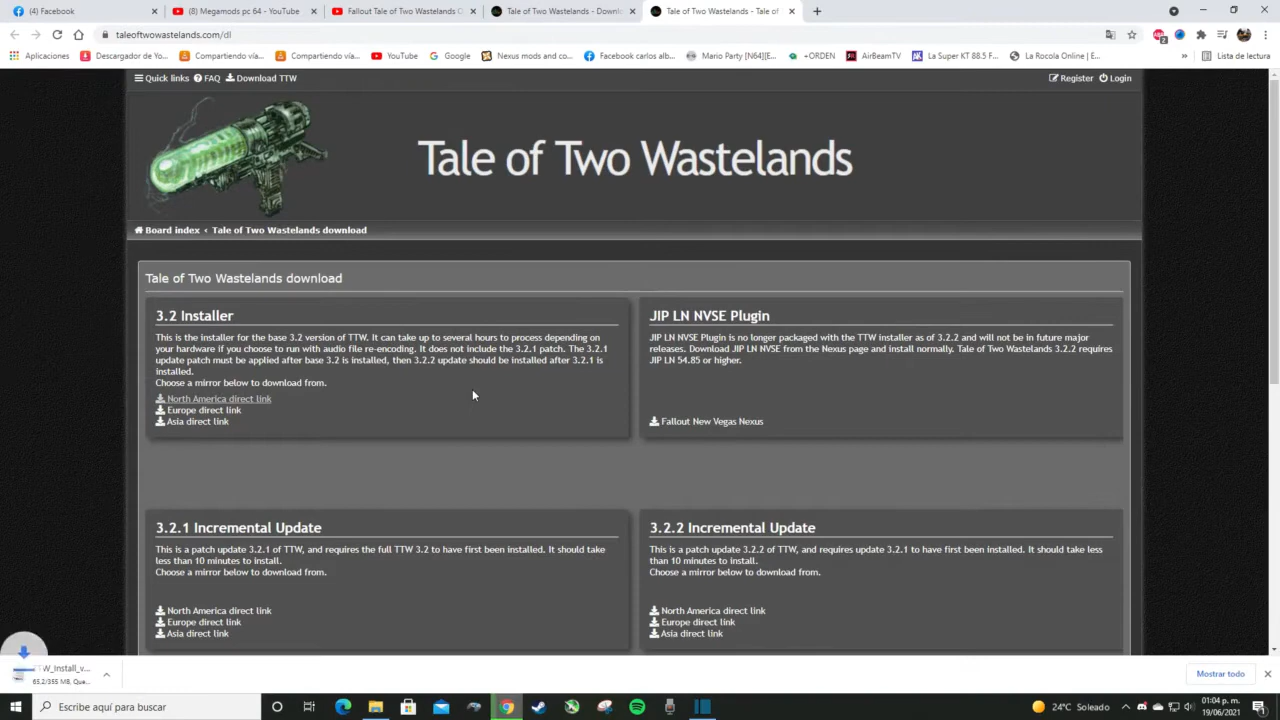 (4) Facebook
(8) Megamods pc 64 - YouTube
Fallout Tale of Two Wastelands
Tale of Two Wastelands - Downl
Tale of Two Wastelands - Tale of
taleoftwowastelands.com/dl
Aplicaciones
Descargador de Yo...
Compartiendo vía...
Compartiendo vía...
YouTube
Google
Nexus mods and co...
Facebook carlos alb...
Mario Party [N64][E...
+ORDEN
AirBeamTV
La Super KT 88.5 F...
La Rocola Online | E...
»
Lista de lectura
Quick links FAQ Download TTW
Register Login
Tale of Two Wastelands
Board index ‹ Tale of Two Wastelands download
Tale of Two Wastelands download
3.2 Installer
This is the installer for the base 3.2 version of TTW. It can take up to several hours to process depending on
your hardware if you choose to run with audio file re-encoding. It does not include the 3.2.1 patch. The 3.2.1
update patch must be applied after base 3.2 is installed, then 3.2.2 update should be installed after 3.2.1 is
installed.
Choose a mirror below to download from.
North America direct link
Europe direct link
Asia direct link
JIP LN NVSE Plugin
JIP LN NVSE Plugin is no longer packaged with the TTW installer as of 3.2.2 and will not be in future major
releases. Download JIP LN NVSE from the Nexus page and install normally. Tale of Two Wastelands 3.2.2 requires
JIP LN 54.85 or higher.
Fallout New Vegas Nexus
3.2.1 Incremental Update
This is a patch update 3.2.1 of TTW, and requires the full TTW 3.2 to have first been installed. It should take
less than 10 minutes to install.
Choose a mirror below to download from.
North America direct link
Europe direct link
Asia direct link
3.2.2 Incremental Update
This is a patch update 3.2.2 of TTW, and requires update 3.2.1 to have first been installed. It should take less
than 10 minutes to install.
Choose a mirror below to download from.
North America direct link
Europe direct link
Asia direct link
TTW_Install_v...
65,2/355 MB, Que...
Mostrar todo
Escribe aquí para buscar
24°C Soleado
01:04 p. m.
19/06/2021